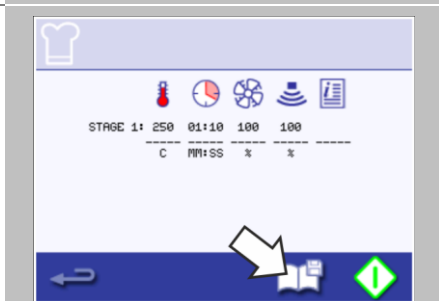 STAGE 1: 250 01:10 100 100
----- ----- ----- ----- -----
C MM:SS % %